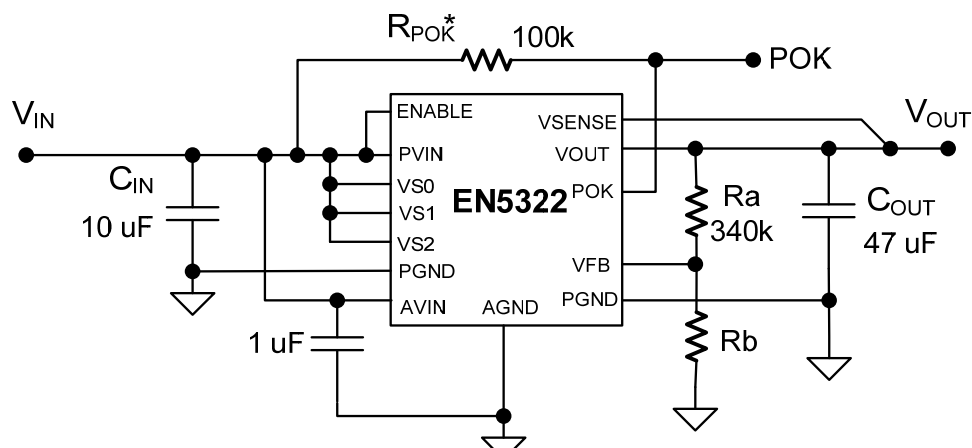 R_POK* 100k
POK
V_IN
ENABLE
VSENSE
V_OUT
PVIN
VOUT
C_IN
10 uF
VS0
VS1
VS2
EN5322
POK
Ra
340k
C_OUT
47 uF
PGND
VFB
AVIN
AGND
PGND
1 uF
Rb